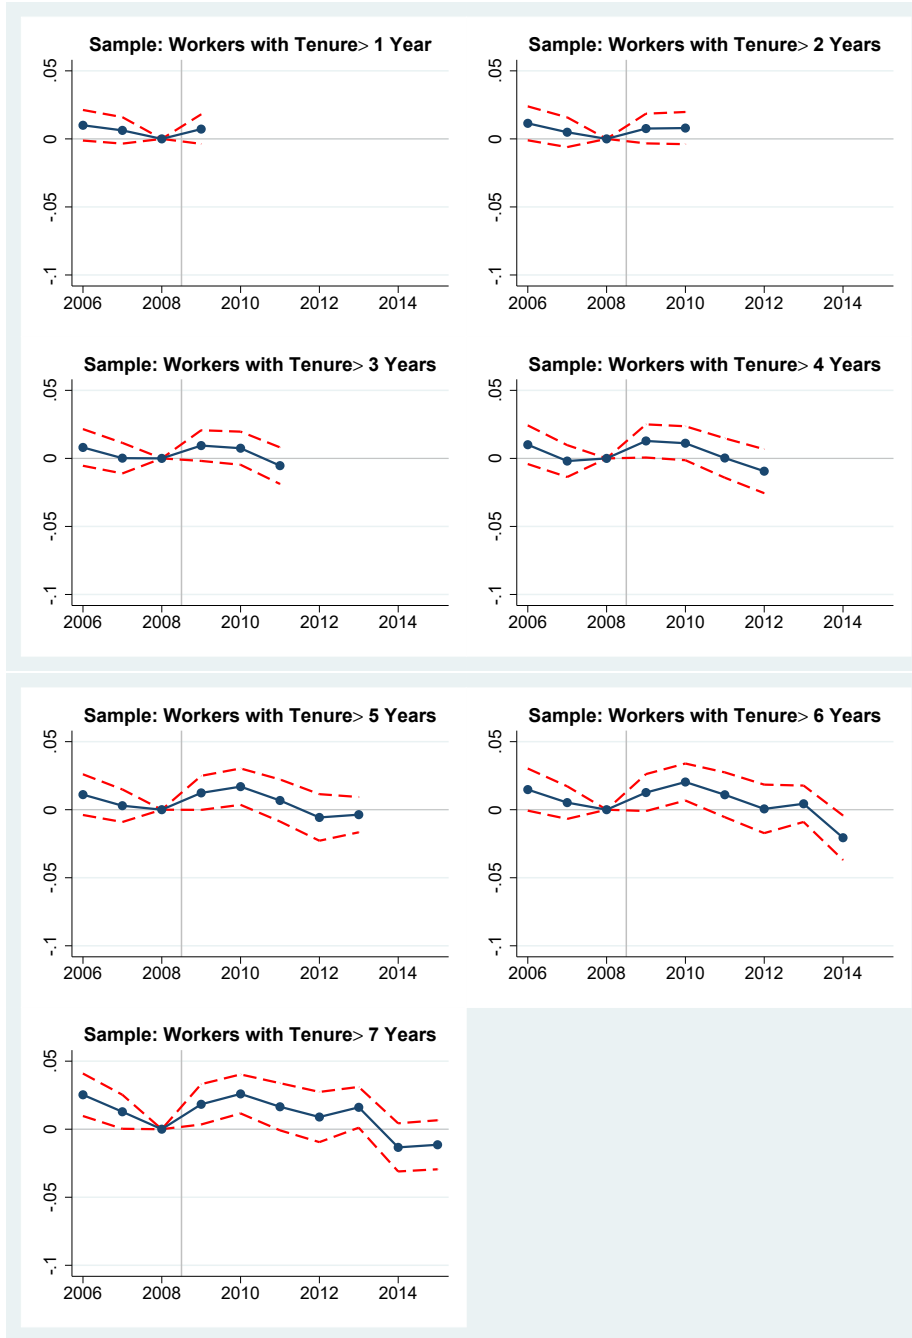 Sample: Workers with Tenure> 1 Year
.05
0
-.05
-.1
2006 2008 2010 2012 2014
Sample: Workers with Tenure> 2 Years
.05
0
-.05
-.1
2006 2008 2010 2012 2014
Sample: Workers with Tenure> 3 Years
.05
0
-.05
-.1
2006 2008 2010 2012 2014
Sample: Workers with Tenure> 4 Years
.05
0
-.05
-.1
2006 2008 2010 2012 2014
Sample: Workers with Tenure> 5 Years
.05
0
-.05
-.1
2006 2008 2010 2012 2014
Sample: Workers with Tenure> 6 Years
.05
0
-.05
-.1
2006 2008 2010 2012 2014
Sample: Workers with Tenure> 7 Years
.05
0
-.05
-.1
2006 2008 2010 2012 2014